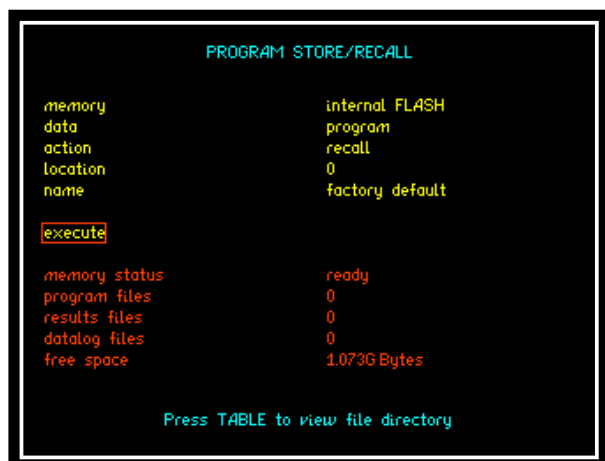 PROGRAM STORE/RECALL
memory internal FLASH
data program
action recall
location 0
name factory default
execute
memory status ready
program files 0
results files 0
datalog files 0
free space 1.073G Bytes
Press TABLE to view file directory